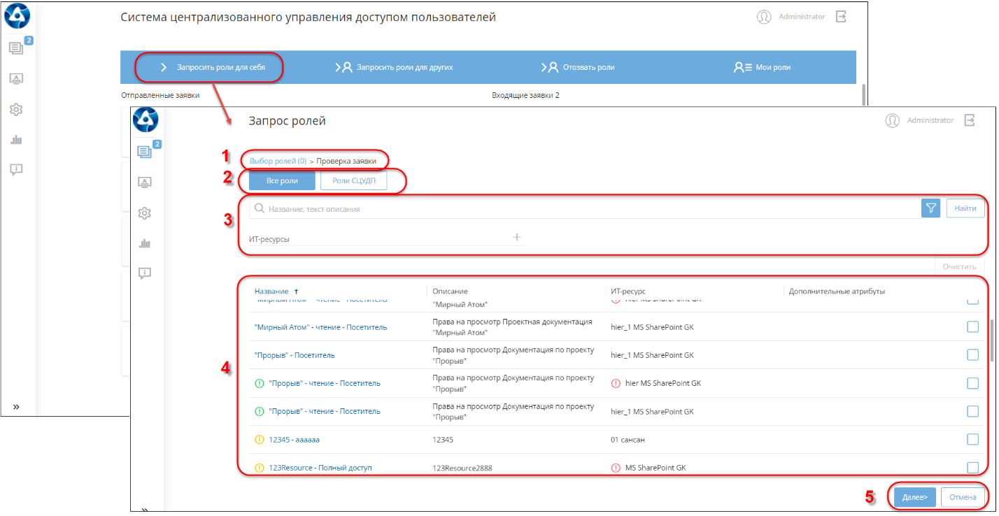 Система централизованного управления доступом пользователей
Administrator
2
Запросить роли для себя
Запросить роли для других
Отозвать роли
Мои роли
Отправленные заявки
Входящие заявки 2
Запрос ролей
Administrator
2
1
Выбор ролей (0) > Проверка заявки
2
Все роли
Роли СЦУДП
3
Название, текст описания
Найти
ИТ-ресурсы
+
Очистить
Название ↑
Описание
ИТ-ресурс
Дополнительные атрибуты
"Мирный Атом" - чтение - Посетитель
"Мирный Атом"
hier MS SharePoint GK
"Мирный Атом" - чтение - Посетитель
Права на просмотр Проектная документация
"Мирный Атом"
hier_1 MS SharePoint GK
"Прорыв" - Посетитель
Права на просмотр Документация по проекту
"Прорыв"
hier_1 MS SharePoint GK
4
"Прорыв" - чтение - Посетитель
Права на просмотр Документация по проекту
"Прорыв"
hier MS SharePoint GK
"Прорыв" - чтение - Посетитель
Права на просмотр Документация по проекту
"Прорыв"
hier_1 MS SharePoint GK
12345 - аааааа
12345
01 сансан
123Resource - Полный доступ
123Resource2888
MS SharePoint GK
5
Далее>
Отмена
»
»